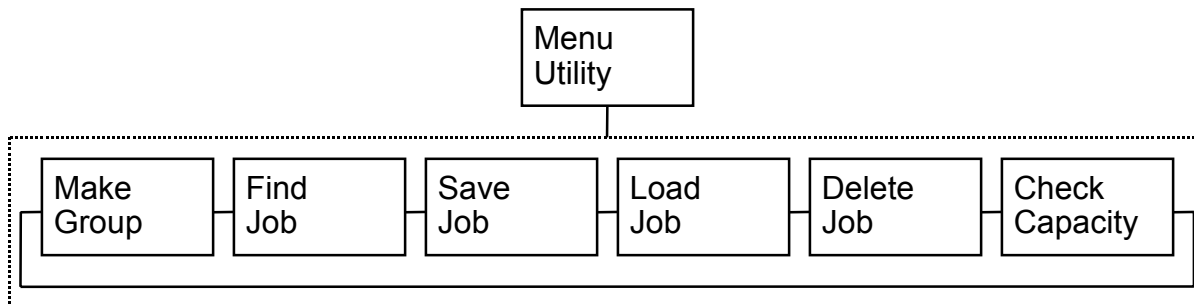 Menu
Utility
Make
Group
Find
Job
Save
Job
Load
Job
Delete
Job
Check
Capacity